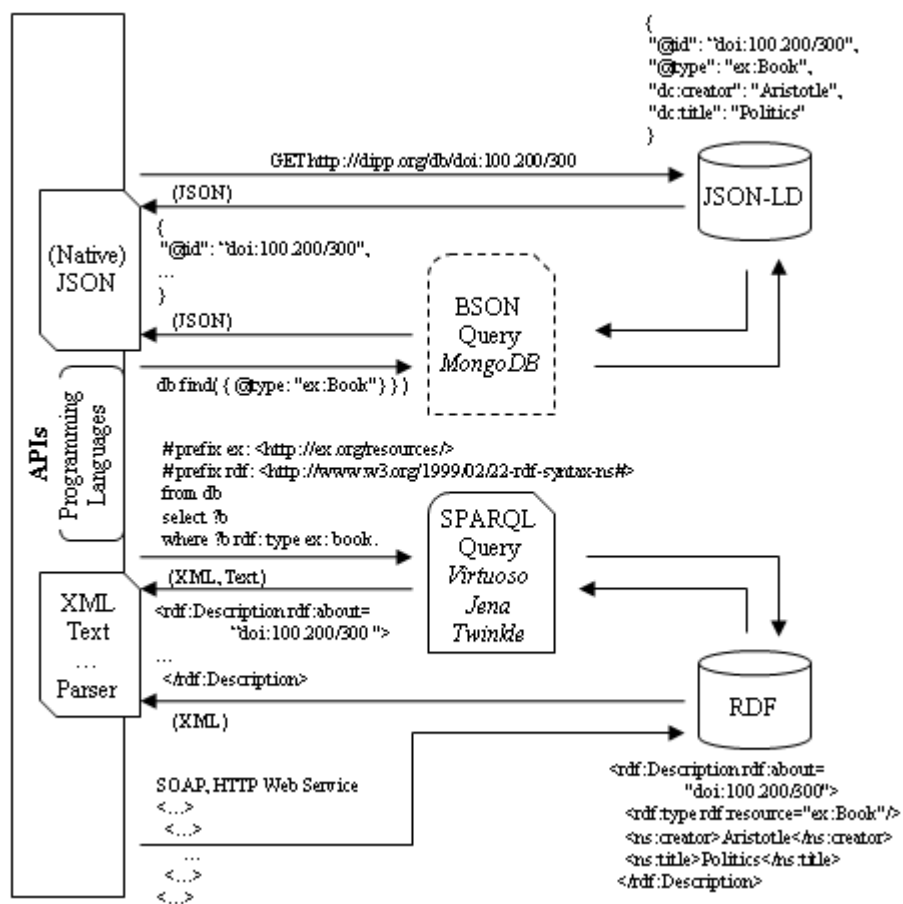 {
"@id": “doi:100.200/300",
"@type": "ex:Book",
"dc:creator": "Aristotle",
"dc:title": "Politics"
}
GET http://dipp.org/db/doi:100.200/300
(JSON)
JSON-LD
{
"@id": “doi:100.200/300",
...
}
(Native)
JSON
(JSON)
BSON
Query
MongoDB
db find( { @type: "ex:Book" } } )
APIs
Programming
Languages
#prefix ex: <http://ex.org/resources/>
#prefix rdf: <http://www.w3.org/1999/02/22-rdf-syntax-ns#>
from db
select ?b
where ?b rdf:type ex:book.
SPARQL
Query
Virtuoso
Jena
Twinkle
(XML, Text)
XML
Text
...
Parser
<rdf:Description rdf:about=
“doi:100.200/300 ">
...
</rdf:Description>
(XML)
RDF
SOAP, HTTP Web Service
<...>
<...>
...
<...>
<...>
<rdf:Description rdf:about=
"doi:100.200/300">
<rdf:type rdf:resource="ex:Book"/>
<ns:creator>Aristotle</ns:creator>
<ns:title>Politics</ns:title>
</rdf:Description>